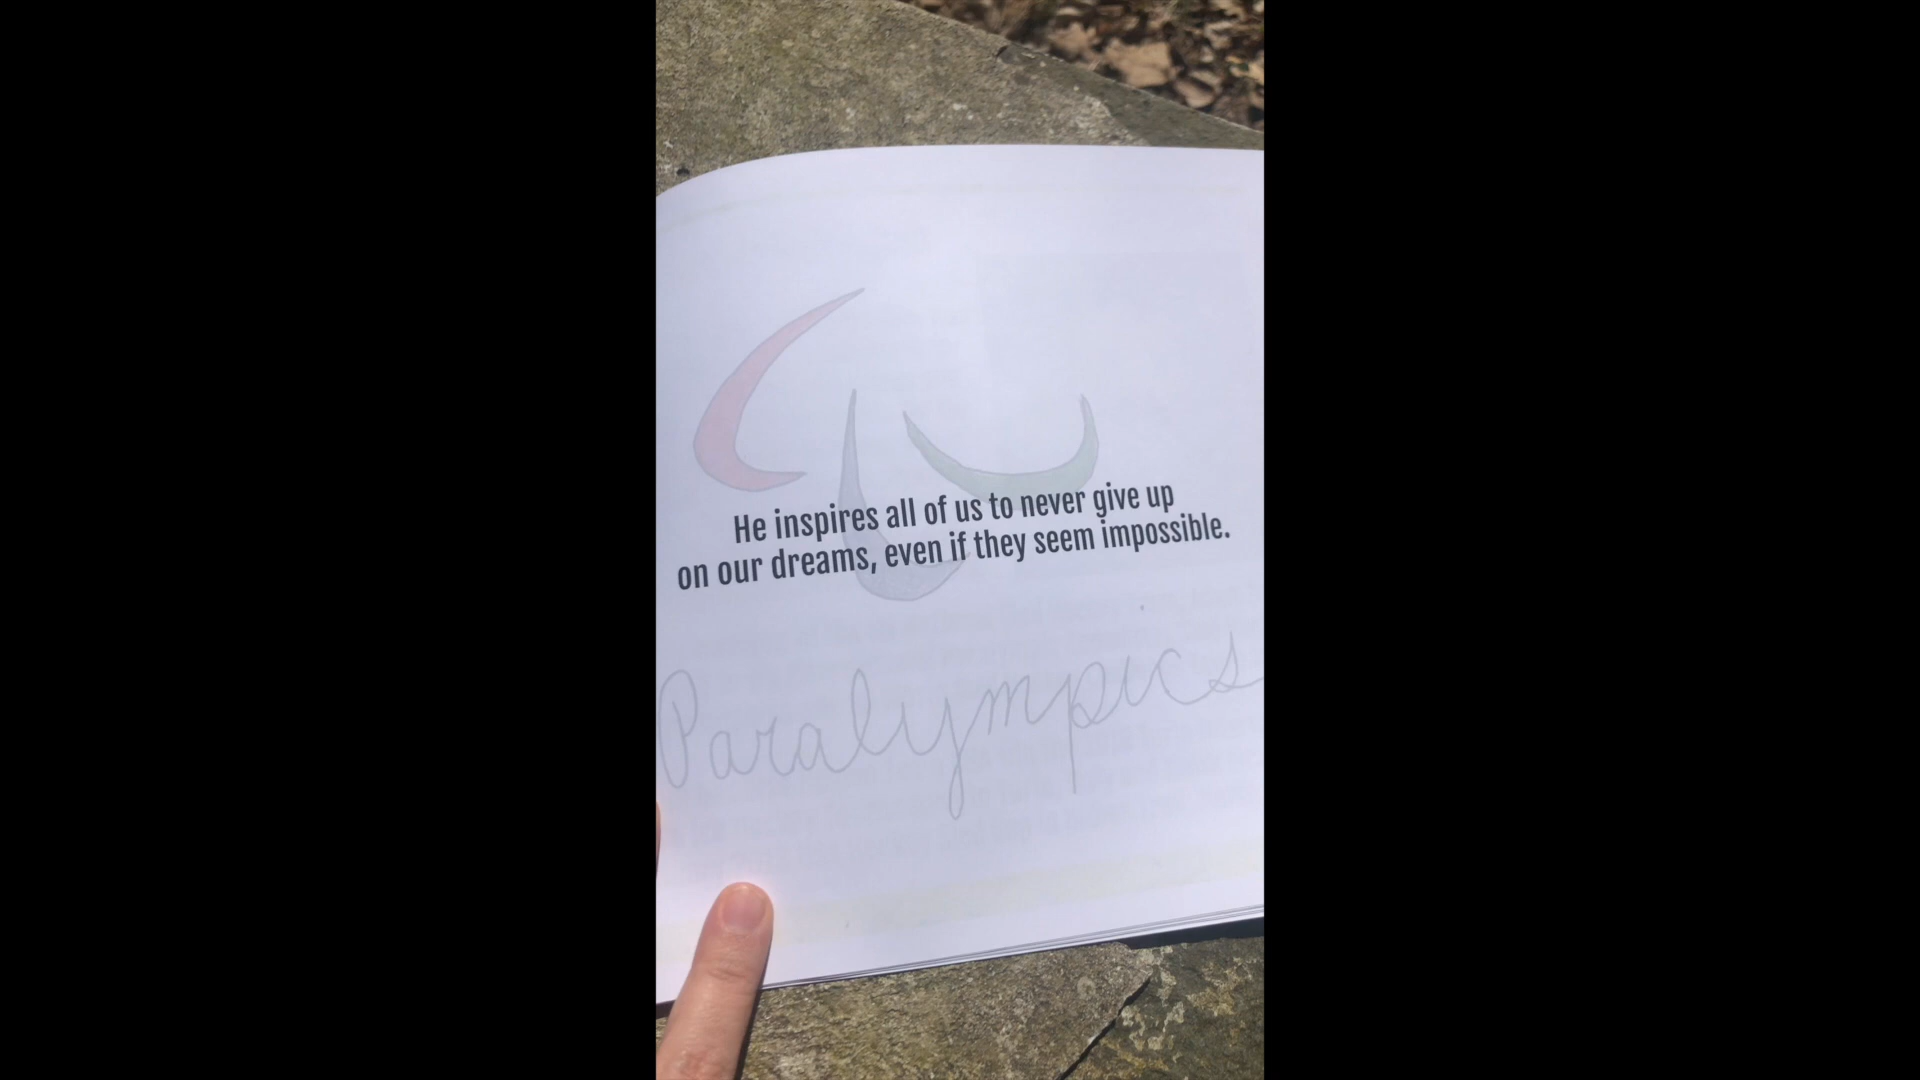 He inspires all of us to never give up
on our dreams, even if they seem impossible.
Paralympics